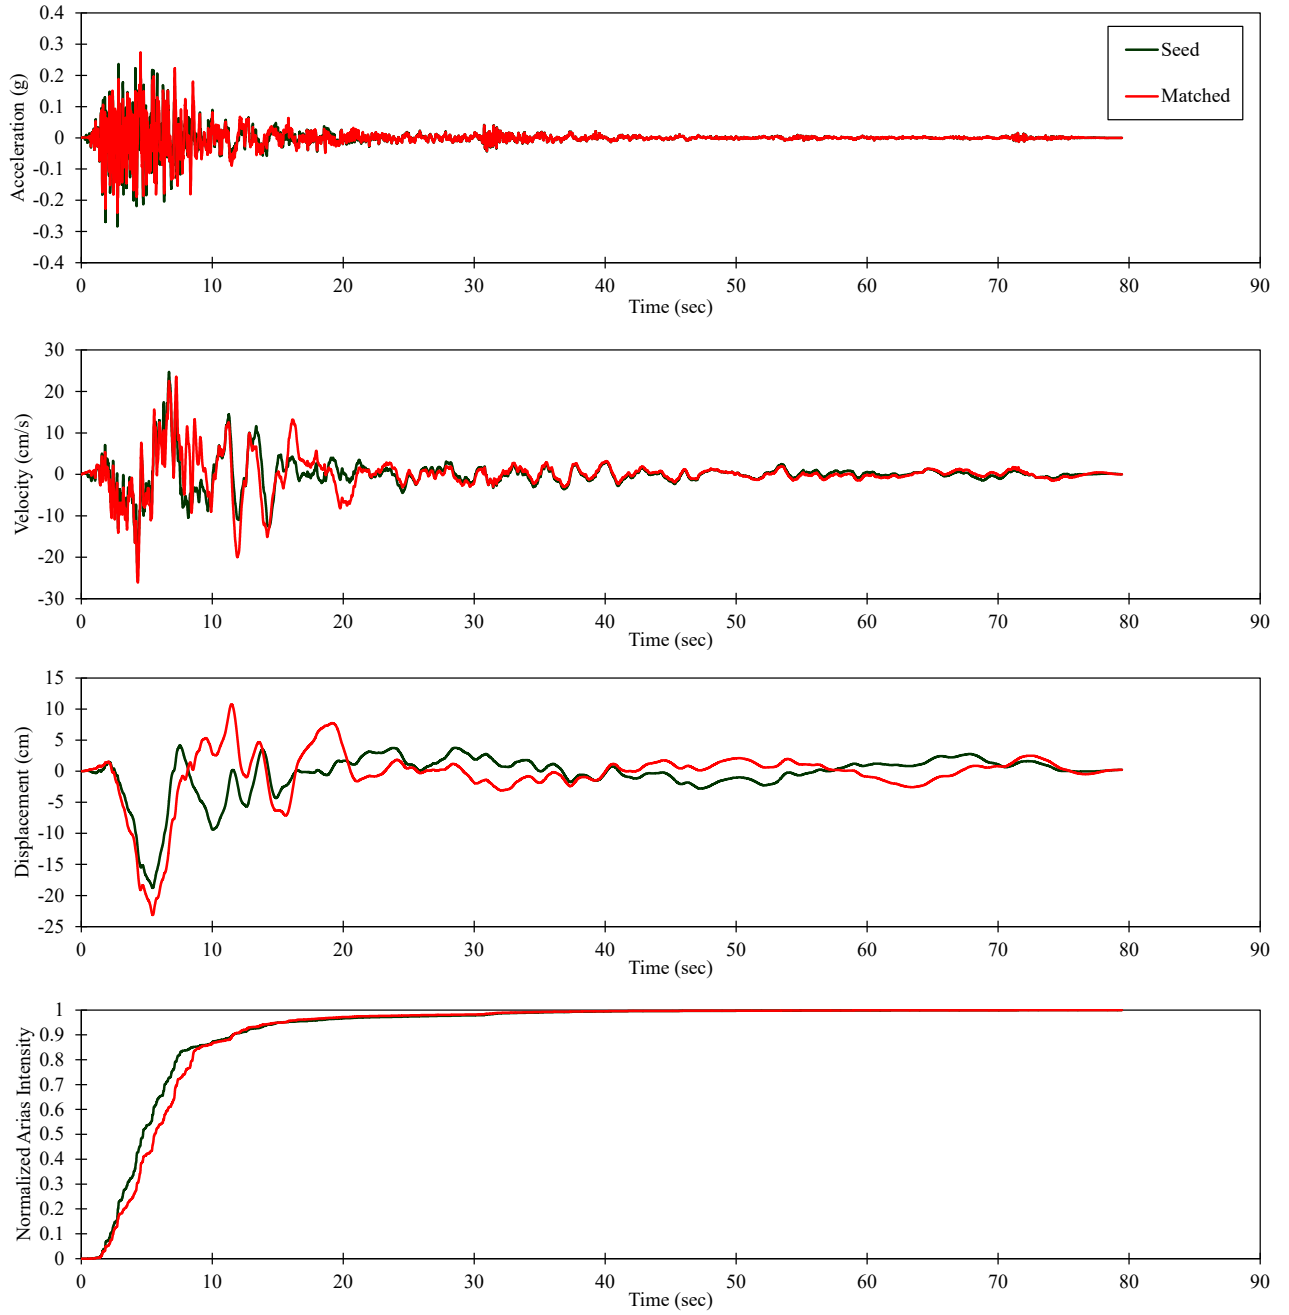 0.4
0.3
0.2
0.1
0
-0.1
-0.2
-0.3
-0.4
Acceleration (g)
Seed
Matched
0 10 20 30 40 50 60 70 80 90
Time (sec)
30
20
10
0
-10
-20
-30
Velocity (cm/s)
0 10 20 30 40 50 60 70 80 90
Time (sec)
15
10
5
0
-5
-10
-15
-20
-25
Displacement (cm)
0 10 20 30 40 50 60 70 80 90
Time (sec)
1
0.9
0.8
0.7
0.6
0.5
0.4
0.3
0.2
0.1
0
Normalized Arias Intensity
0 10 20 30 40 50 60 70 80 90
Time (sec)